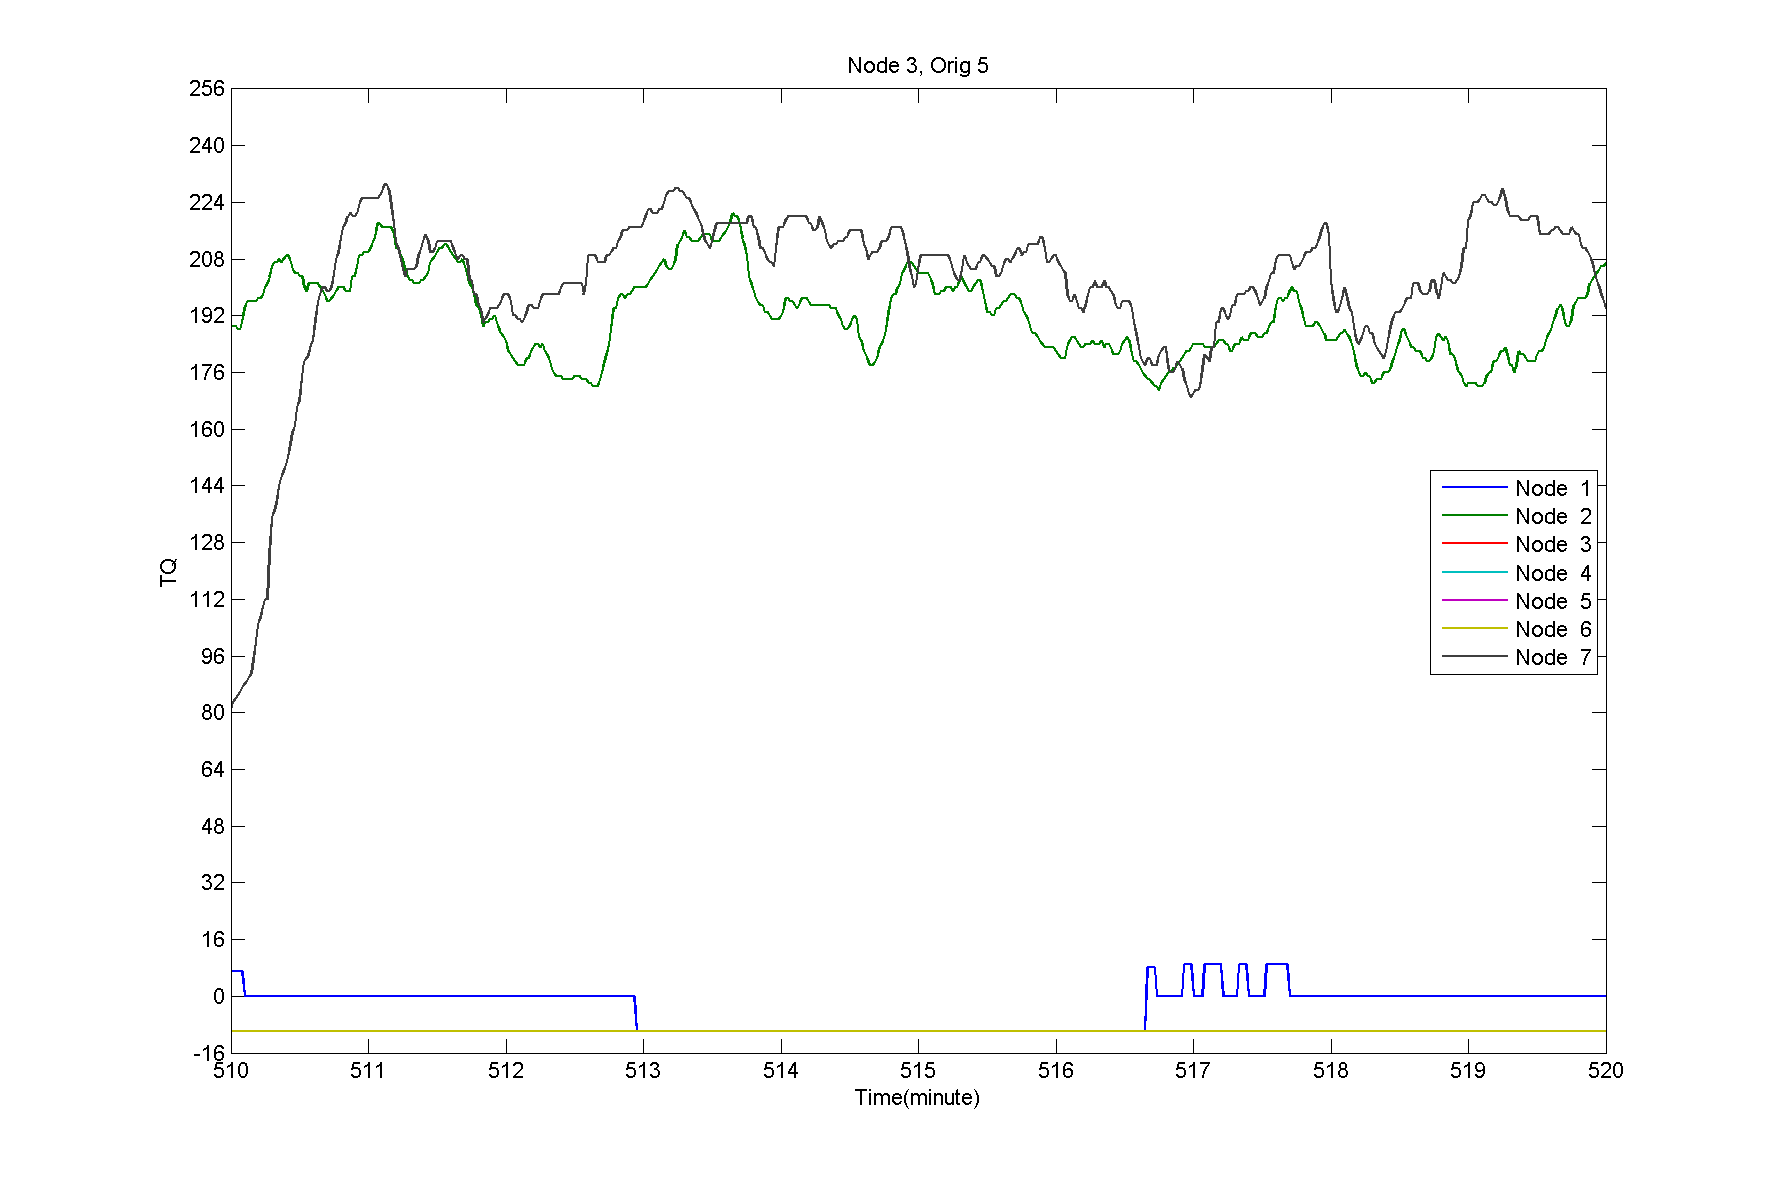 Node 3, Orig 5
256
240
224
208
192
176
160
144
128
112
96
80
64
48
32
16
0
-16
TQ
Node 1
Node 2
Node 3
Node 4
Node 5
Node 6
Node 7
510 511 512 513 514 515 516 517 518 519 520
Time(minute)